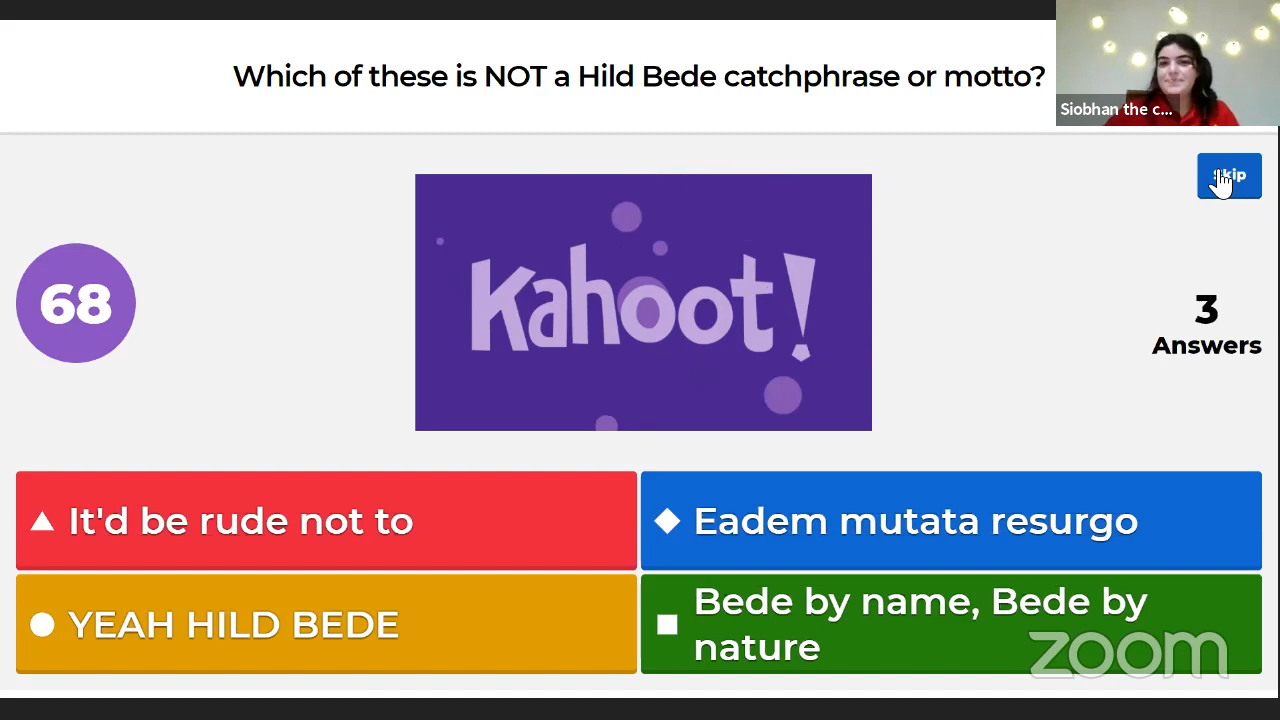 Which of these is NOT a Hild Bede catchphrase or motto?
Siobhan the c...
Skip
68
Kahoot!
3
Answers
It'd be rude not to
Eadem mutata resurgo
YEAH HILD BEDE
Bede by name, Bede by
nature
zoom